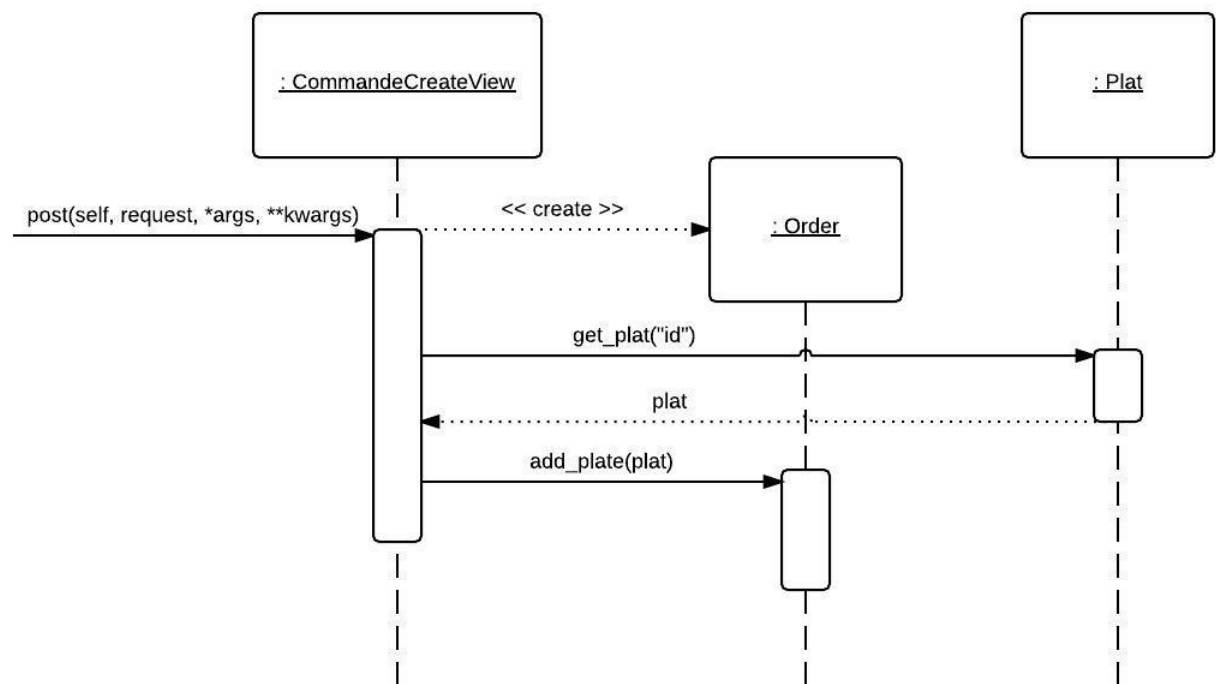 : CommandeCreateView
: Plat
: Order
post(self, request, *args, **kwargs)
<< create >>
get_plat("id")
plat
add_plate(plat)